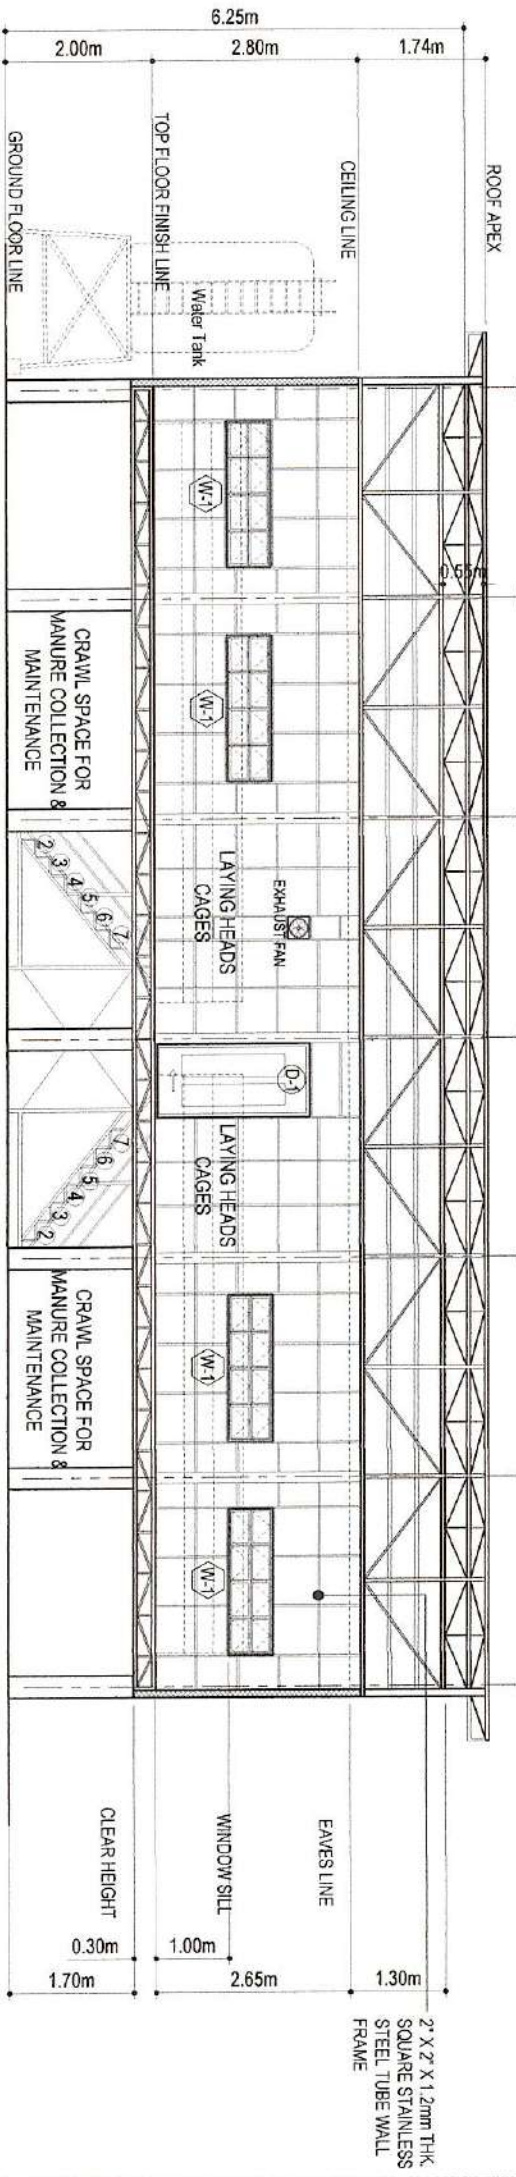 6.25m
2.00m
2.80m
1.74m
GROUND FLOOR LINE
TOP FLOOR FINISH LINE
CEILING LINE
ROOF APEX
Water Tank
0.55m
W-1
W-1
CRAWL SPACE FOR
MANURE COLLECTION &
MAINTENANCE
LAYING HEADS
CAGES
EXHAUST FAN
2
3
4
5
6
7
D-1
LAYING HEADS
CAGES
7
6
5
4
3
2
CRAWL SPACE FOR
MANURE COLLECTION &
MAINTENANCE
W-1
W-1
CLEAR HEIGHT
WINDOW SILL
EAVES LINE
0.30m
1.00m
1.70m
2.65m
1.30m
2" X 2" X 1.2mm THK.
SQUARE STAINLESS
STEEL TUBE WALL
FRAME